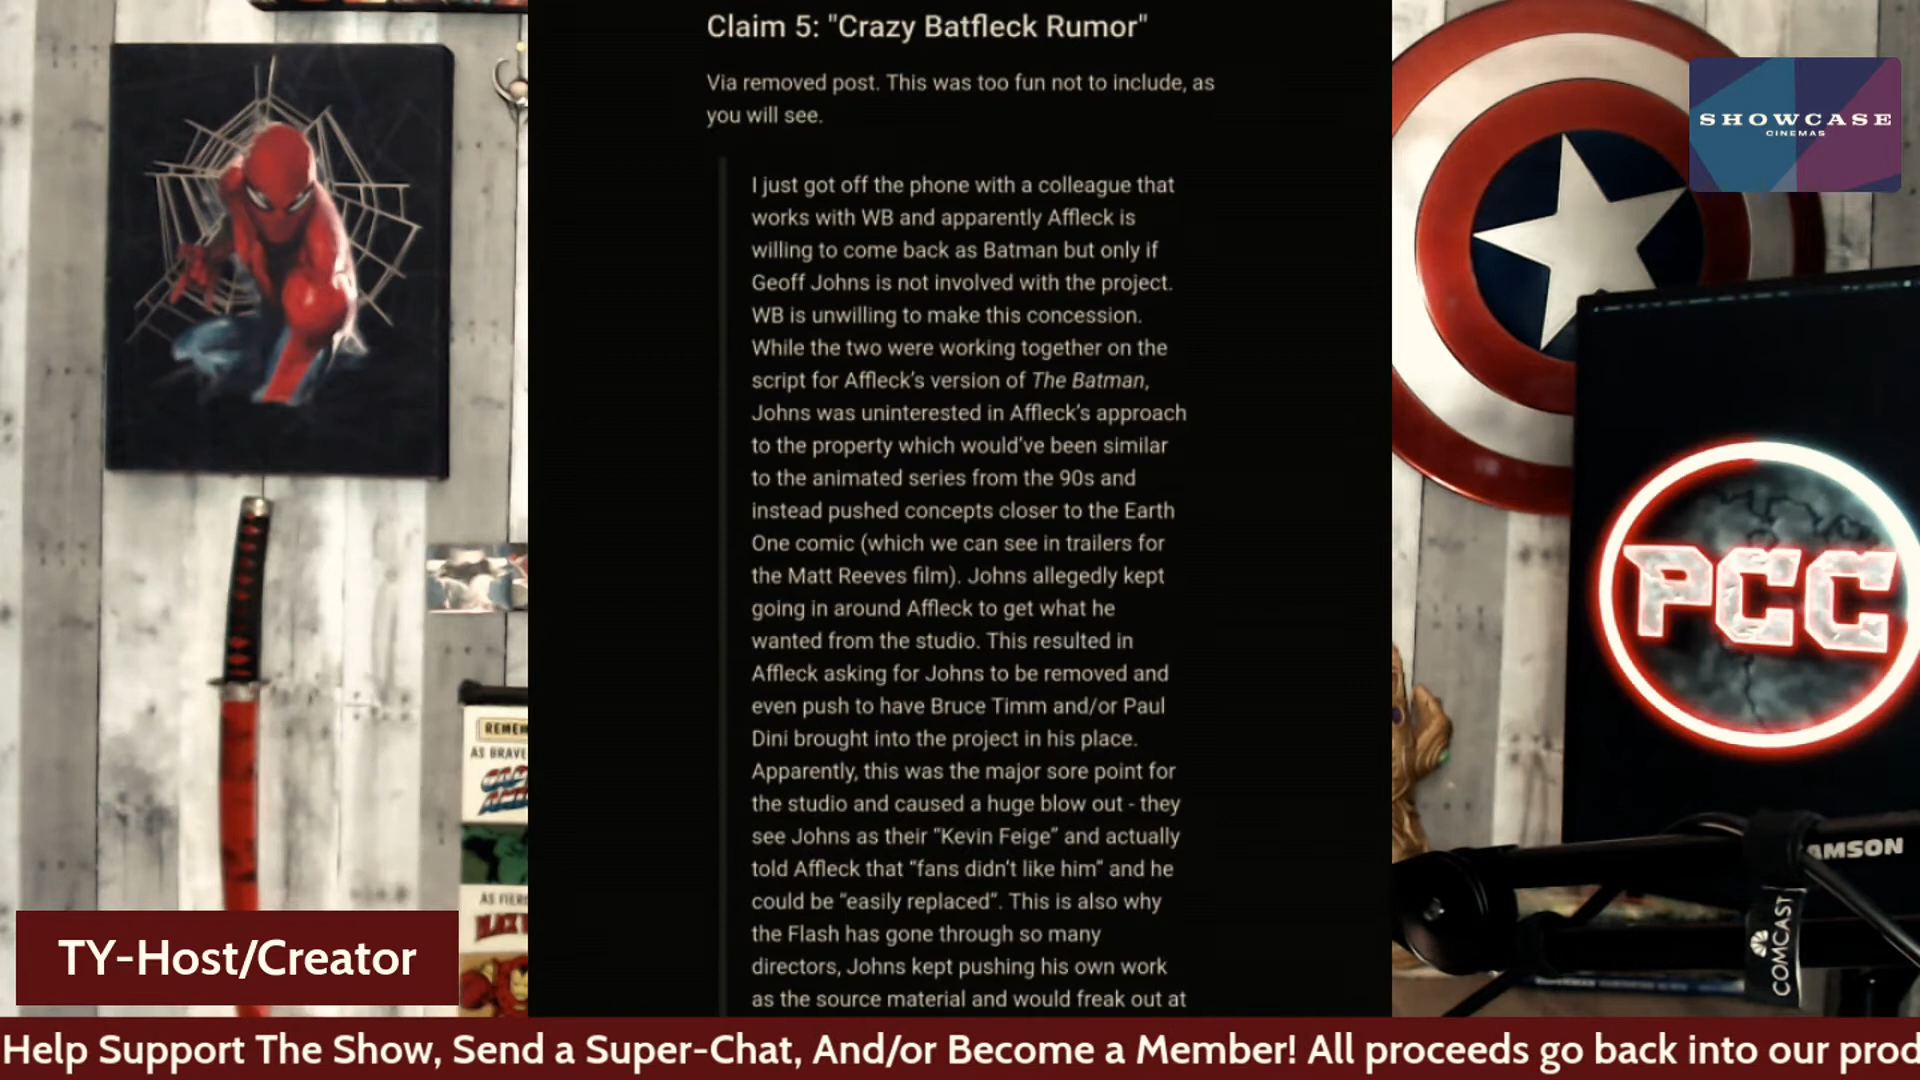 Claim 5: "Crazy Batfleck Rumor"
Via removed post. This was too fun not to include, as
you will see.
I just got off the phone with a colleague that
works with WB and apparently Affleck is
willing to come back as Batman but only if
Geoff Johns is not involved with the project.
WB is unwilling to make this concession.
While the two were working together on the
script for Affleck's version of The Batman,
Johns was uninterested in Affleck's approach
to the property which would've been similar
to the animated series from the 90s and
instead pushed concepts closer to the Earth
One comic (which we can see in trailers for
the Matt Reeves film). Johns allegedly kept
going in around Affleck to get what he
wanted from the studio. This resulted in
Affleck asking for Johns to be removed and
even push to have Bruce Timm and/or Paul
Dini brought into the project in his place.
Apparently, this was the major sore point for
the studio and caused a huge blow out - they
see Johns as their "Kevin Feige" and actually
told Affleck that "fans didn't like him" and he
could be "easily replaced". This is also why
the Flash has gone through so many
directors, Johns kept pushing his own work
as the source material and would freak out at
SHOWCASE
CINEMAS
PCC
AMSON
COMCAST
REMEM
AS BRAVE
AS FIER
BLACK
TY-Host/Creator
Help Support The Show, Send a Super-Chat, And/or Become a Member! All proceeds go back into our prod